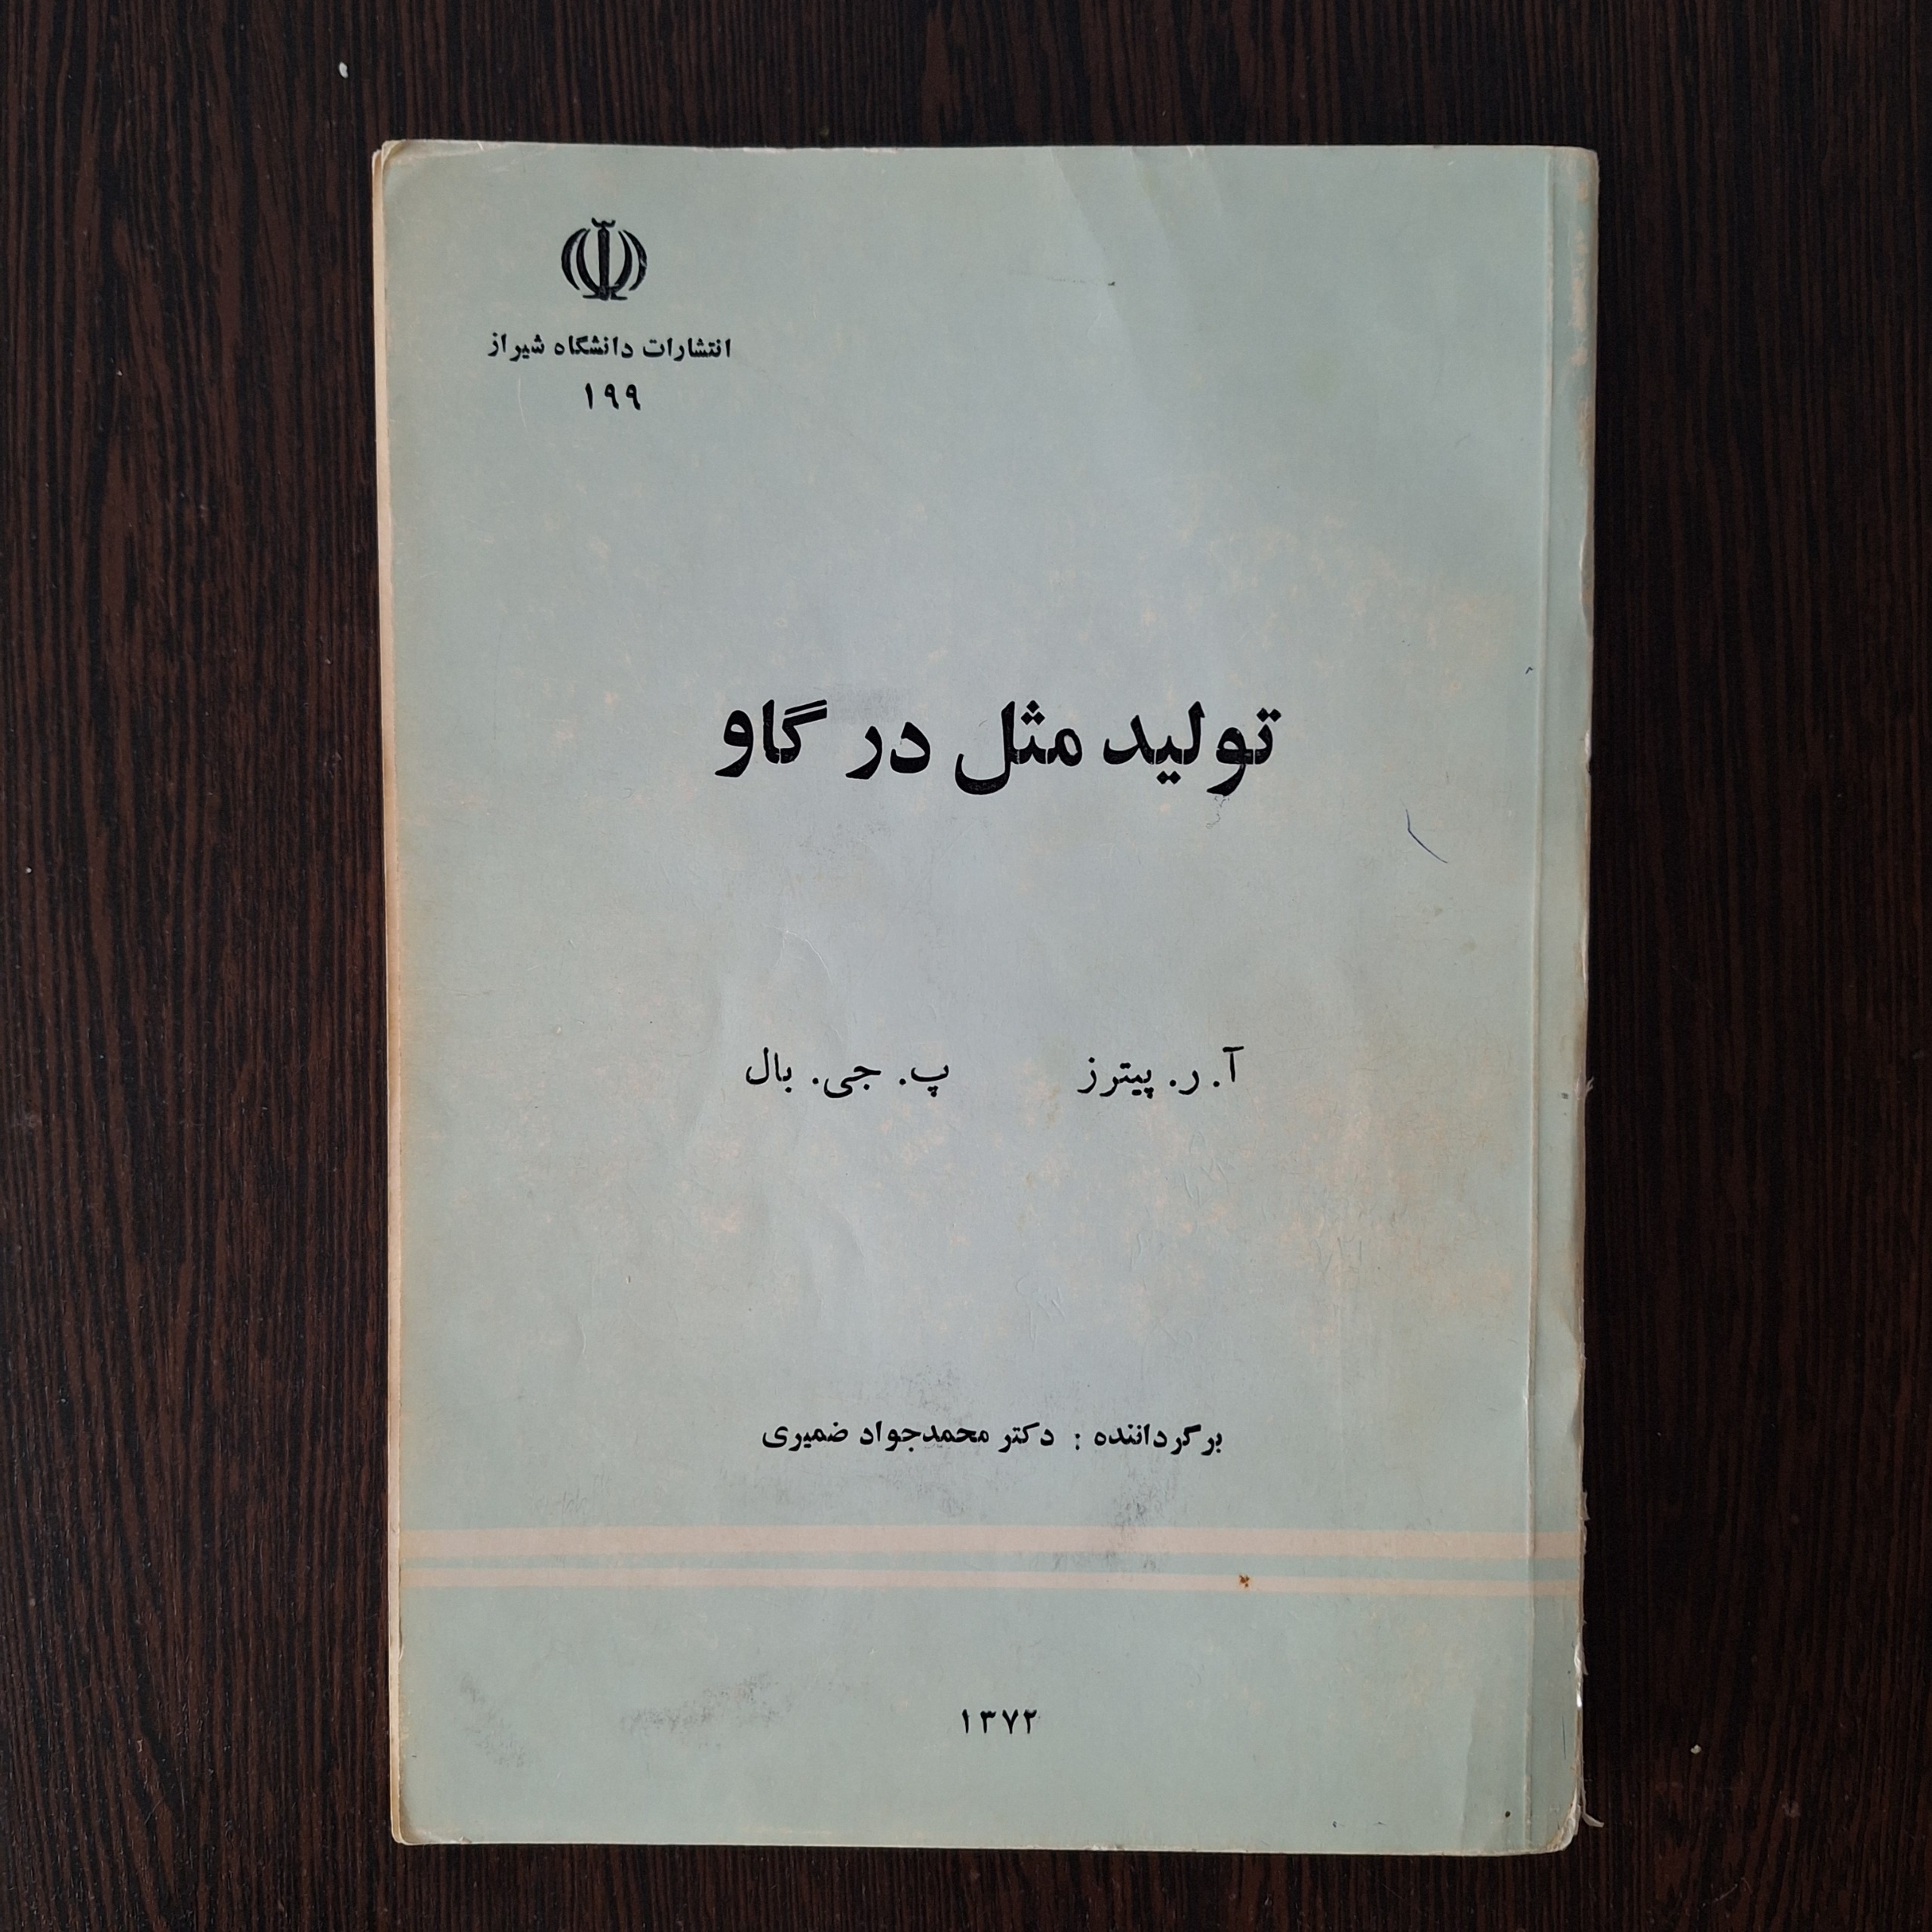 انتشارات دانشگاه شیراز
۱۹۹
تولید مثل در گاو
آ. ر. پیترز پ. جی. بال
برگرداننده : دکتر محمدجواد ضمیری
۱۳۷۲